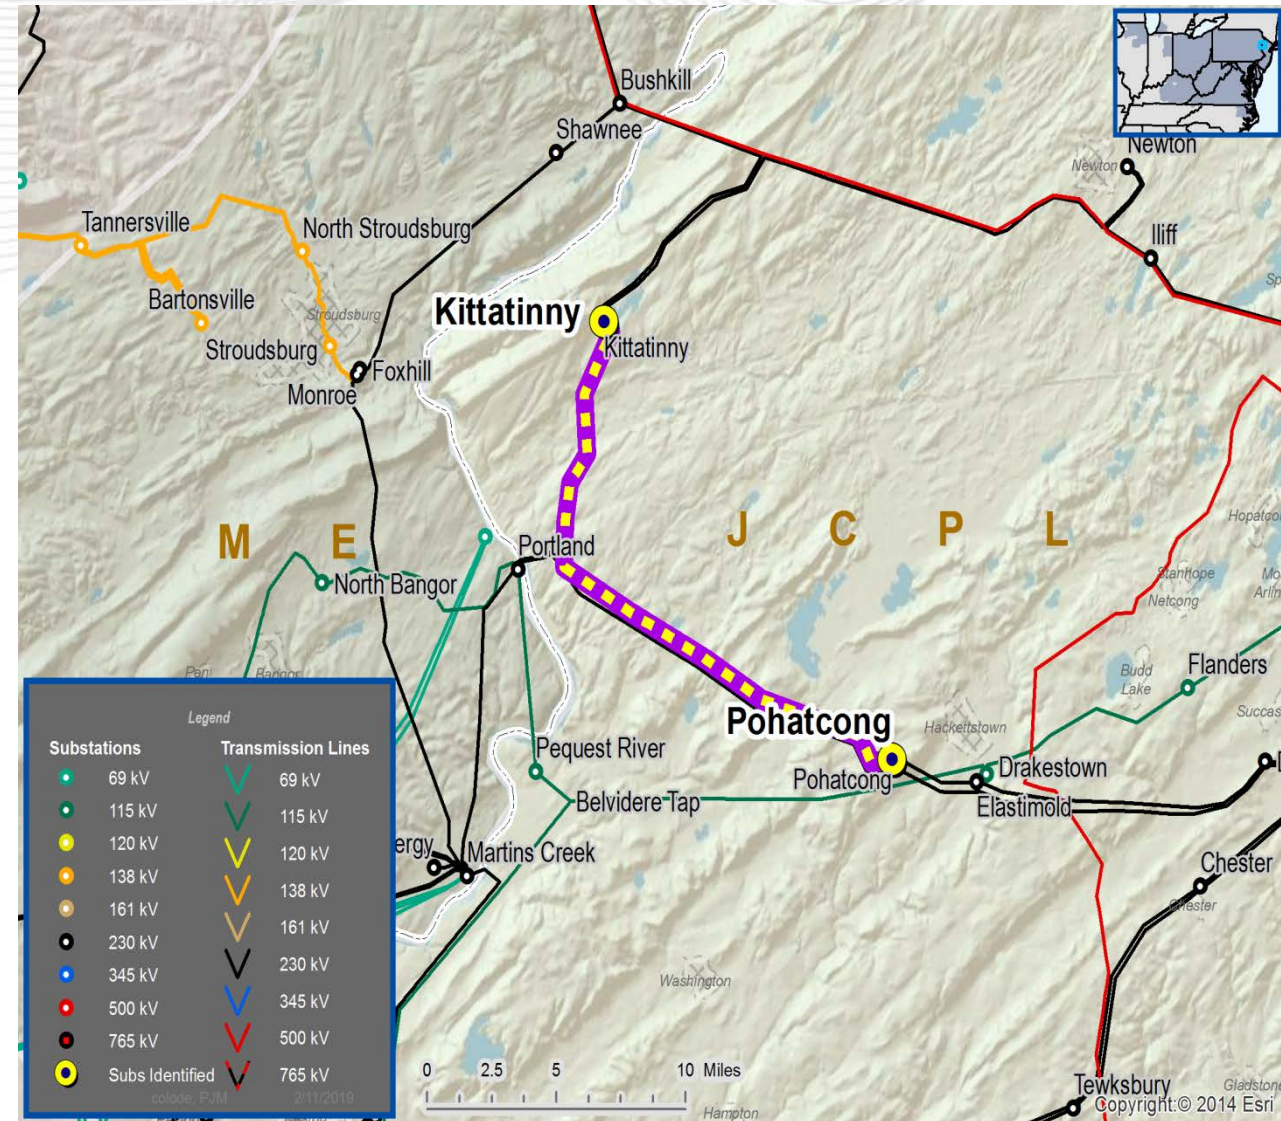 Bushkill
Shawnee
Newton
Newton
Tannersville
North Stroudsburg
Iliff
Bartonsville
Kittatinny
Stroudsburg
Stroudsburg
Kittatinny
Foxhill
Monroe
M E
J C P L
Portland
North Bangor
Stanhope
Netcong
Bangor
Budd
Lake
Flanders
Pohatcong
Hackettstown
Pequest River
Pohatcong
Drakestown
Belvidere Tap
Elastimold
ergy
Martins Creek
Chester
Chester
Washington
Tewksbury
Hampton
Legend
Substations Transmission Lines
69 kV 69 kV
115 kV 115 kV
120 kV 120 kV
138 kV 138 kV
161 kV 161 kV
230 kV 230 kV
345 kV 345 kV
500 kV 500 kV
765 kV 765 kV
Subs Identified
colode, PJM 2/11/2019
0 2.5 5 10 Miles
Copyright:© 2014 Esri